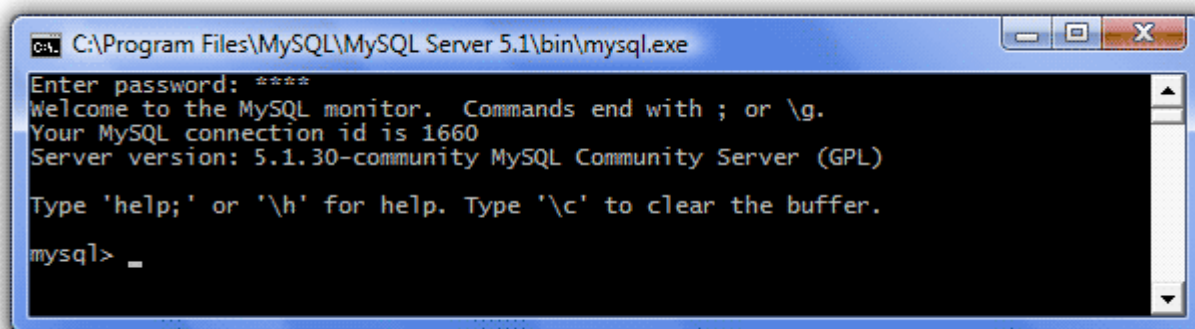 C:\Program Files\MySQL\MySQL Server 5.1\bin\mysql.exe
Enter password: ****
Welcome to the MySQL monitor.  Commands end with ; or \g.
Your MySQL connection id is 1660
Server version: 5.1.30-community MySQL Community Server (GPL)
Type 'help;' or '\h' for help. Type '\c' to clear the buffer.
mysql> _